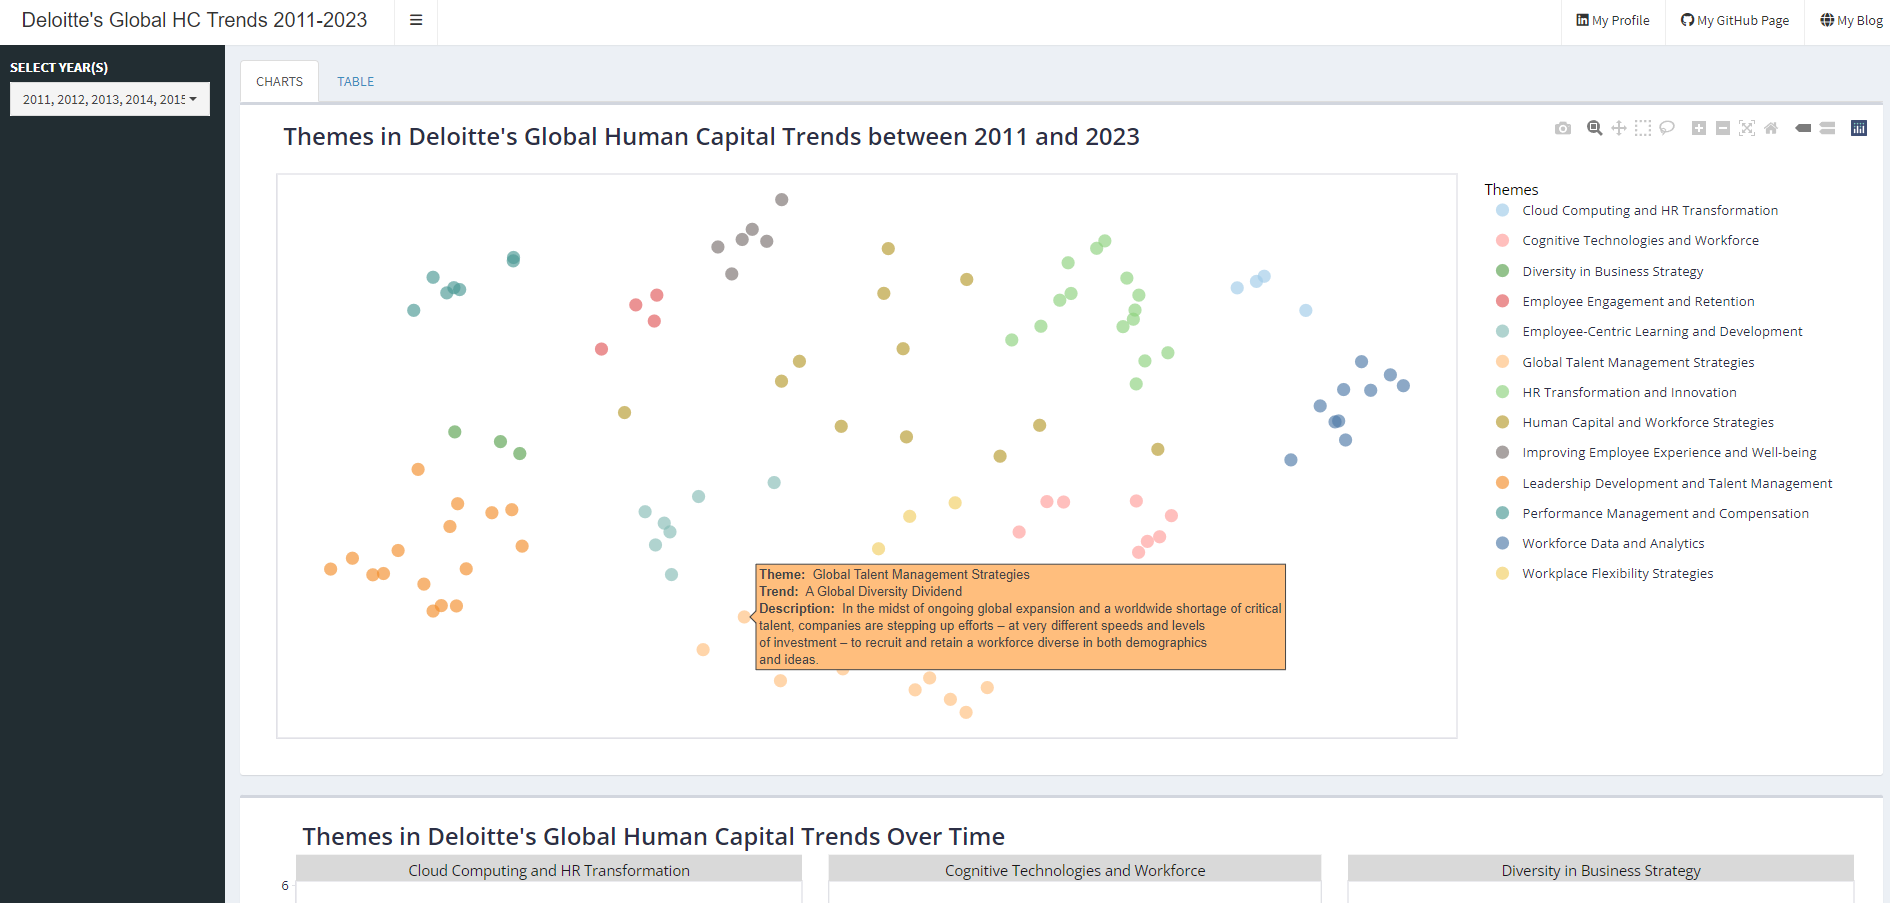 Deloitte's Global HC Trends 2011-2023
My Profile
My GitHub Page
My Blog
SELECT YEAR(S)
2011, 2012, 2013, 2014, 2015
CHARTS
TABLE
Themes in Deloitte's Global Human Capital Trends between 2011 and 2023
Themes
Cloud Computing and HR Transformation
Cognitive Technologies and Workforce
Diversity in Business Strategy
Employee Engagement and Retention
Employee-Centric Learning and Development
Global Talent Management Strategies
HR Transformation and Innovation
Human Capital and Workforce Strategies
Improving Employee Experience and Well-being
Leadership Development and Talent Management
Performance Management and Compensation
Workforce Data and Analytics
Workplace Flexibility Strategies
Theme: Global Talent Management Strategies
Trend: A Global Diversity Dividend
Description: In the midst of ongoing global expansion and a worldwide shortage of critical
talent, companies are stepping up efforts – at very different speeds and levels
of investment – to recruit and retain a workforce diverse in both demographics
and ideas.
Themes in Deloitte's Global Human Capital Trends Over Time
Cloud Computing and HR Transformation
Cognitive Technologies and Workforce
Diversity in Business Strategy
6